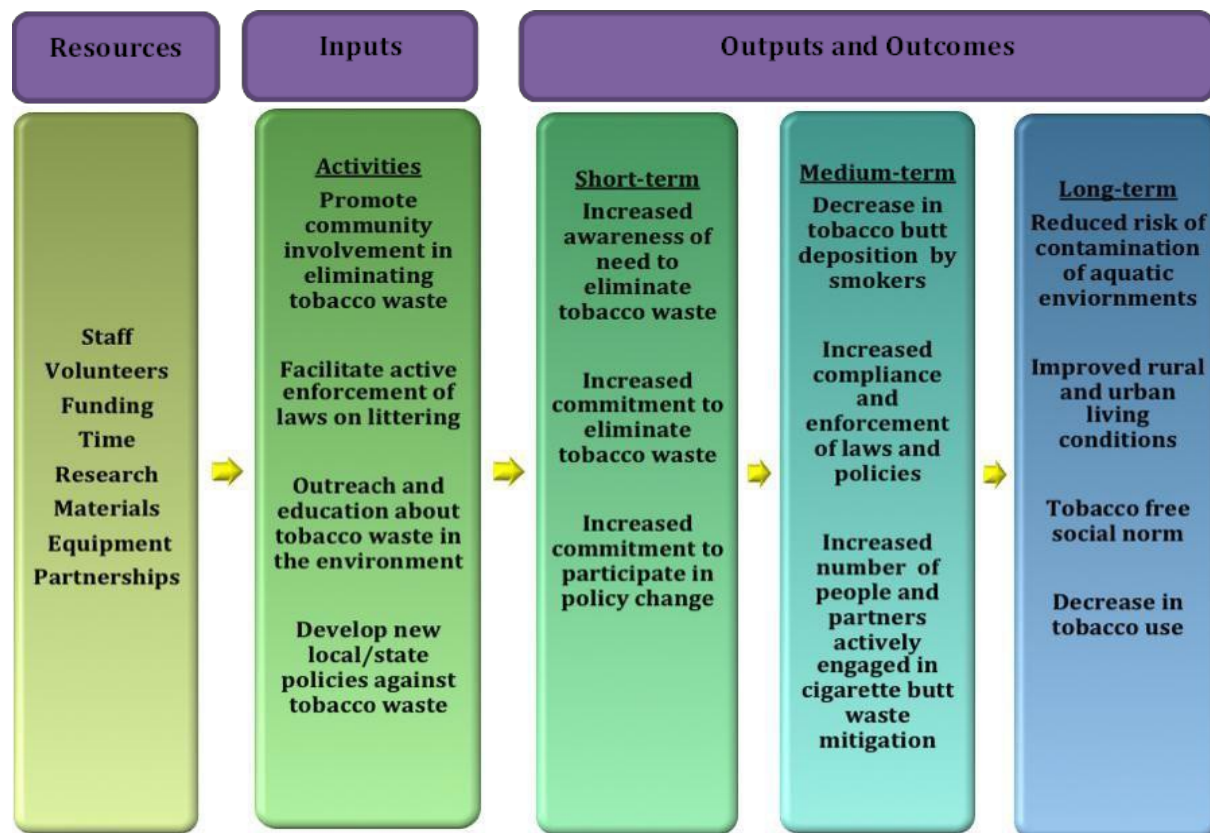 Resources
Inputs
Outputs and Outcomes
Staff
Volunteers
Funding
Time
Research
Materials
Equipment
Partnerships
Activities
Promote
community
involvement in
eliminating
tobacco waste
Facilitate active
enforcement of
laws on littering
Outreach and
education about
tobacco waste in
the environment
Develop new
local/state
policies against
tobacco waste
Short-term
Increased
awareness of
need to
eliminate
tobacco waste
Increased
commitment to
eliminate
tobacco waste
Increased
commitment to
participate in
policy change
Medium-term
Decrease in
tobacco butt
deposition by
smokers
Increased
compliance
and
enforcement
of laws and
policies
Increased
number of
people and
partners
actively
engaged in
cigarette butt
waste
mitigation
Long-term
Reduced risk of
contamination
of aquatic
enviornments
Improved rural
and urban
living
conditions
Tobacco free
social norm
Decrease in
tobacco use